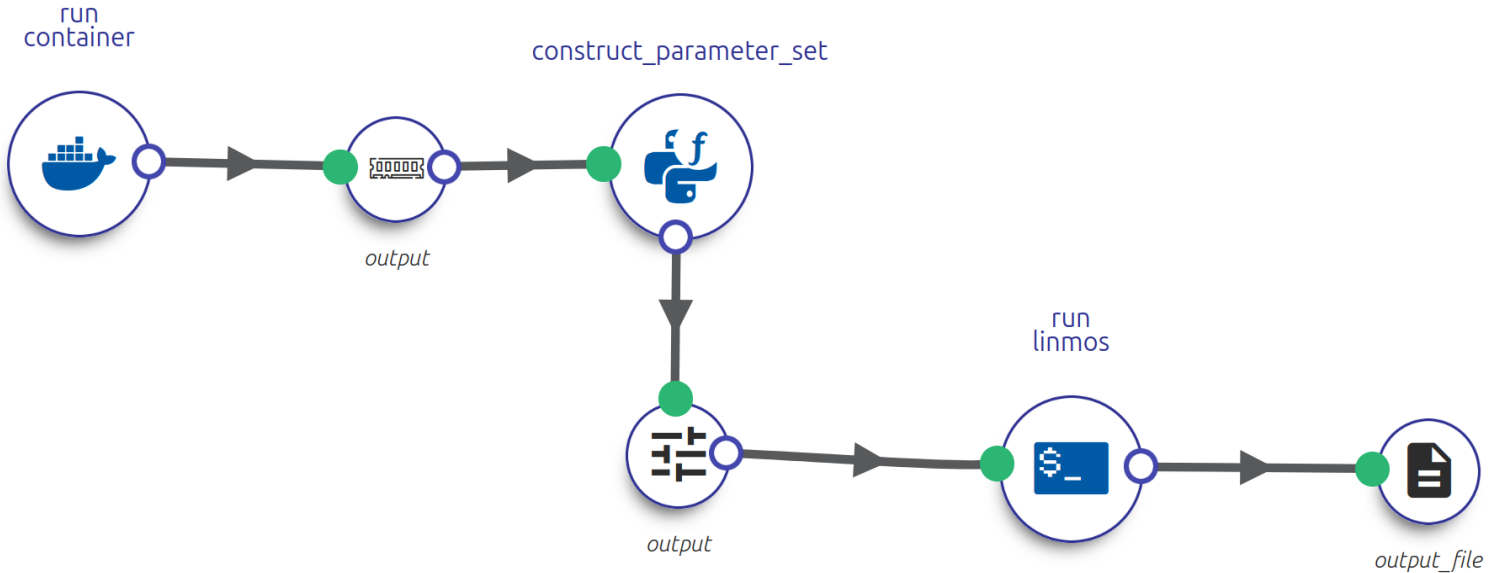 run
container
construct_parameter_set
output
run
linmos
$_
output
output_file